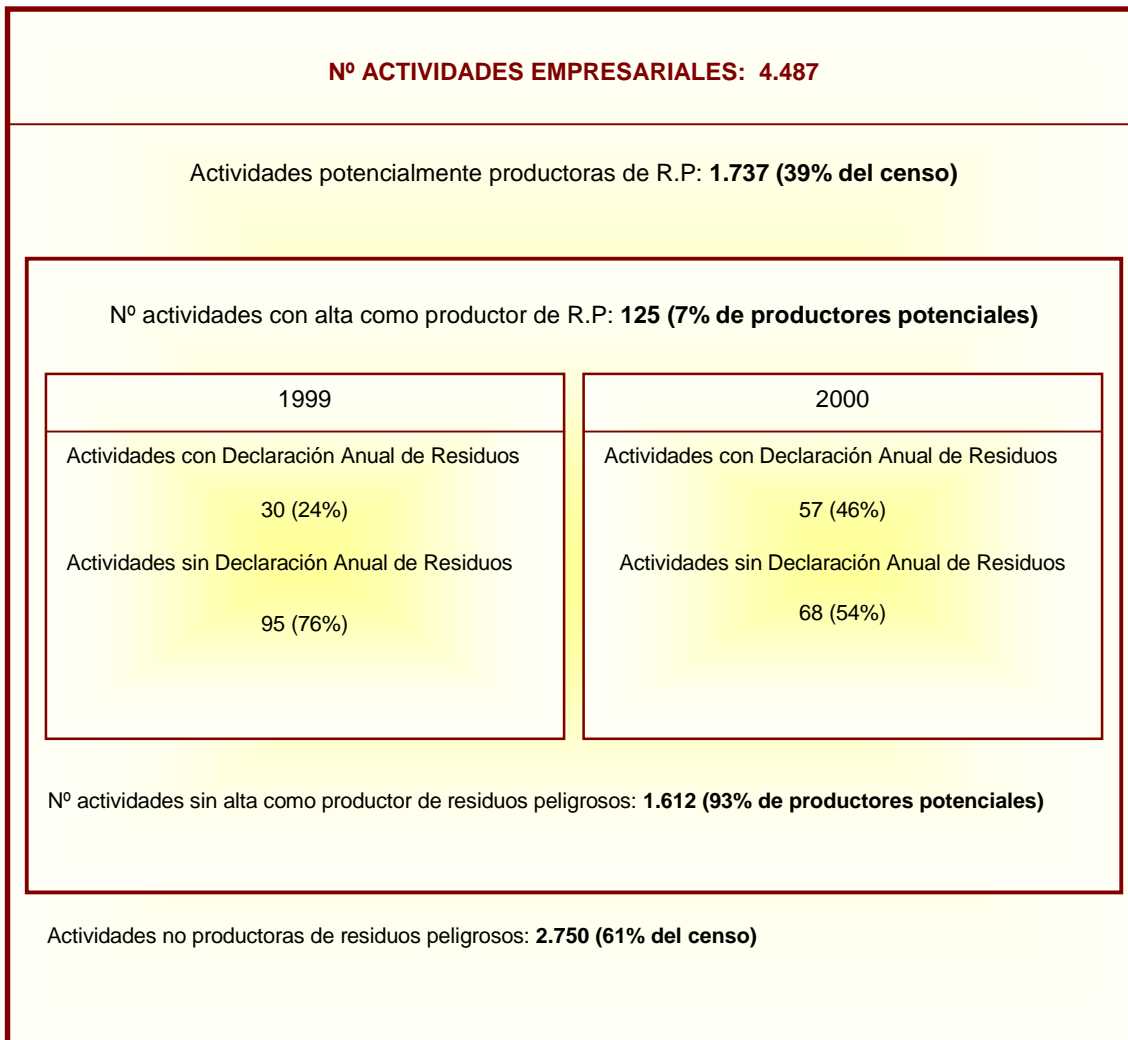 Nº ACTIVIDADES EMPRESARIALES: 4.487
Actividades potencialmente productoras de R.P: 1.737 (39% del censo)
Nº actividades con alta como productor de R.P: 125 (7% de productores potenciales)
1999
Actividades con Declaración Anual de Residuos
30 (24%)
Actividades sin Declaración Anual de Residuos
95 (76%)
2000
Actividades con Declaración Anual de Residuos
57 (46%)
Actividades sin Declaración Anual de Residuos
68 (54%)
Nº actividades sin alta como productor de residuos peligrosos: 1.612 (93% de productores potenciales)
Actividades no productoras de residuos peligrosos: 2.750 (61% del censo)